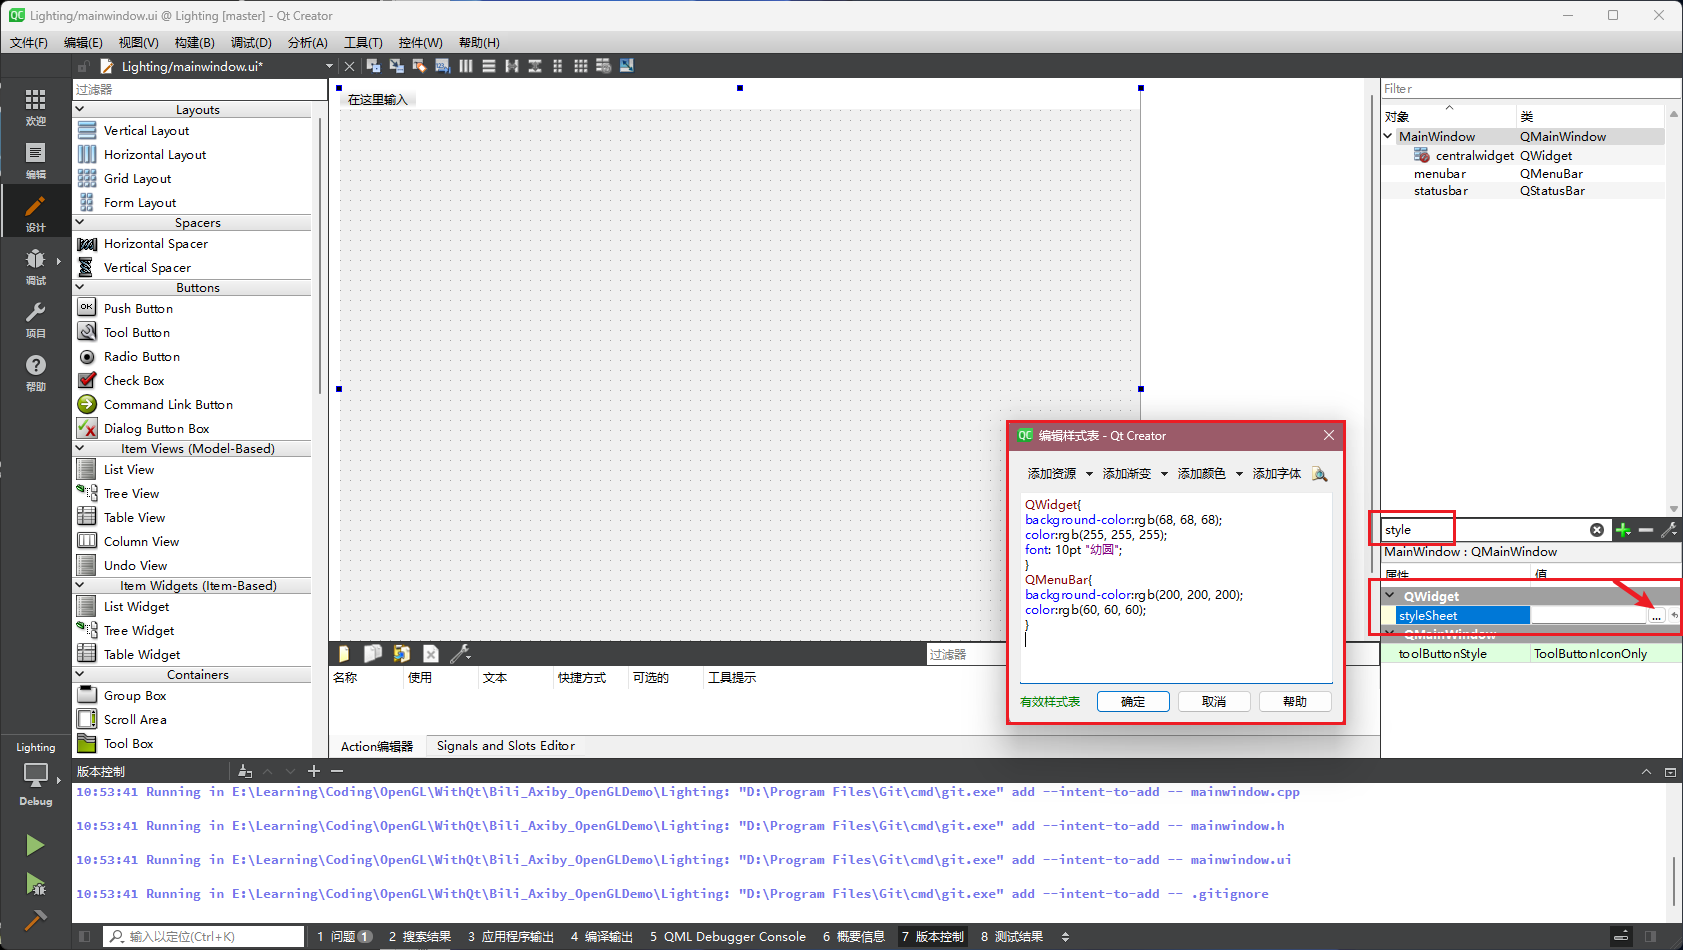 Lighting/mainwindow.ui @ Lighting [master] - Qt Creator
文件(F) 编辑(E) 视图(V) 构建(B) 调试(D) 分析(A) 工具(T) 控件(W) 帮助(H)
Lighting/mainwindow.ui*
欢迎
编辑
设计
调试
项目
帮助
Lighting
Debug
过滤器
Layouts
Vertical Layout
Horizontal Layout
Grid Layout
Form Layout
Spacers
Horizontal Spacer
Vertical Spacer
Buttons
OK Push Button
Tool Button
Radio Button
Check Box
Command Link Button
Dialog Button Box
Item Views (Model-Based)
List View
Tree View
Table View
Column View
Undo View
Item Widgets (Item-Based)
List Widget
Tree Widget
Table Widget
Containers
Group Box
Scroll Area
Tool Box
在这里输入
过滤器
名称 使用 文本 快捷方式 可选的 工具提示
Action编辑器 Signals and Slots Editor
QC 编辑样式表 - Qt Creator
添加资源 添加渐变 添加颜色 添加字体
QWidget{
background-color:rgb(68, 68, 68);
color:rgb(255, 255, 255);
font: 10pt "幼圆";
}
QMenuBar{
background-color:rgb(200, 200, 200);
color:rgb(60, 60, 60);
}
有效样式表 确定 取消 帮助
Filter
对象 类
MainWindow QMainWindow
centralwidget QWidget
menubar QMenuBar
statusbar QStatusBar
style
MainWindow : QMainWindow
属性 值
QWidget
styleSheet ...
QMainWindow
toolButtonStyle ToolButtonIconOnly
版本控制
10:53:41 Running in E:\Learning\Coding\OpenGL\WithQt\Bili_Axiby_OpenGLDemo\Lighting: "D:\Program Files\Git\cmd\git.exe" add --intent-to-add -- mainwindow.cpp
10:53:41 Running in E:\Learning\Coding\OpenGL\WithQt\Bili_Axiby_OpenGLDemo\Lighting: "D:\Program Files\Git\cmd\git.exe" add --intent-to-add -- mainwindow.h
10:53:41 Running in E:\Learning\Coding\OpenGL\WithQt\Bili_Axiby_OpenGLDemo\Lighting: "D:\Program Files\Git\cmd\git.exe" add --intent-to-add -- mainwindow.ui
10:53:41 Running in E:\Learning\Coding\OpenGL\WithQt\Bili_Axiby_OpenGLDemo\Lighting: "D:\Program Files\Git\cmd\git.exe" add --intent-to-add -- .gitignore
输入以定位(Ctrl+K) 1 问题 1 2 搜索结果 3 应用程序输出 4 编译输出 5 QML Debugger Console 6 概要信息 7 版本控制 8 测试结果